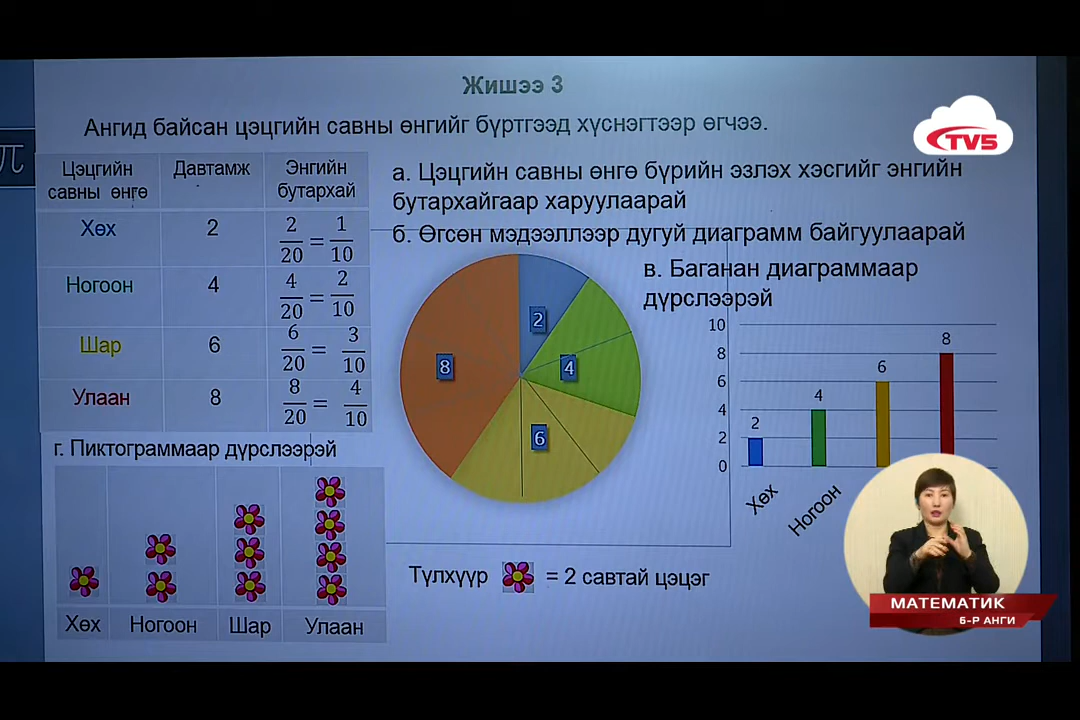 Жишээ 3
Ангид байсан цэцгийн савны өнгийг бүртгээд хүснэгтээр өгчээ.
TV5
π
Цэцгийн савны өнгө Давтамж Энгийн бутархай
Хөх 2 2/20 = 1/10
Ногоон 4 4/20 = 2/10
Шар 6 6/20 = 3/10
Улаан 8 8/20 = 4/10
а. Цэцгийн савны өнгө бүрийн эзлэх хэсгийг энгийн
бутархайгаар харуулаарай
б. Өгсөн мэдээллээр дугуй диаграмм байгуулаарай
2
4
6
8
в. Баганан диаграммаар
дүрслээрэй
10
8
6
4
2
0
2
4
6
8
Хөх
Ногоон
г. Пиктограммаар дүрслээрэй
Хөх Ногоон Шар Улаан
Түлхүүр = 2 савтай цэцэг
МАТЕМАТИК
6-Р АНГИ